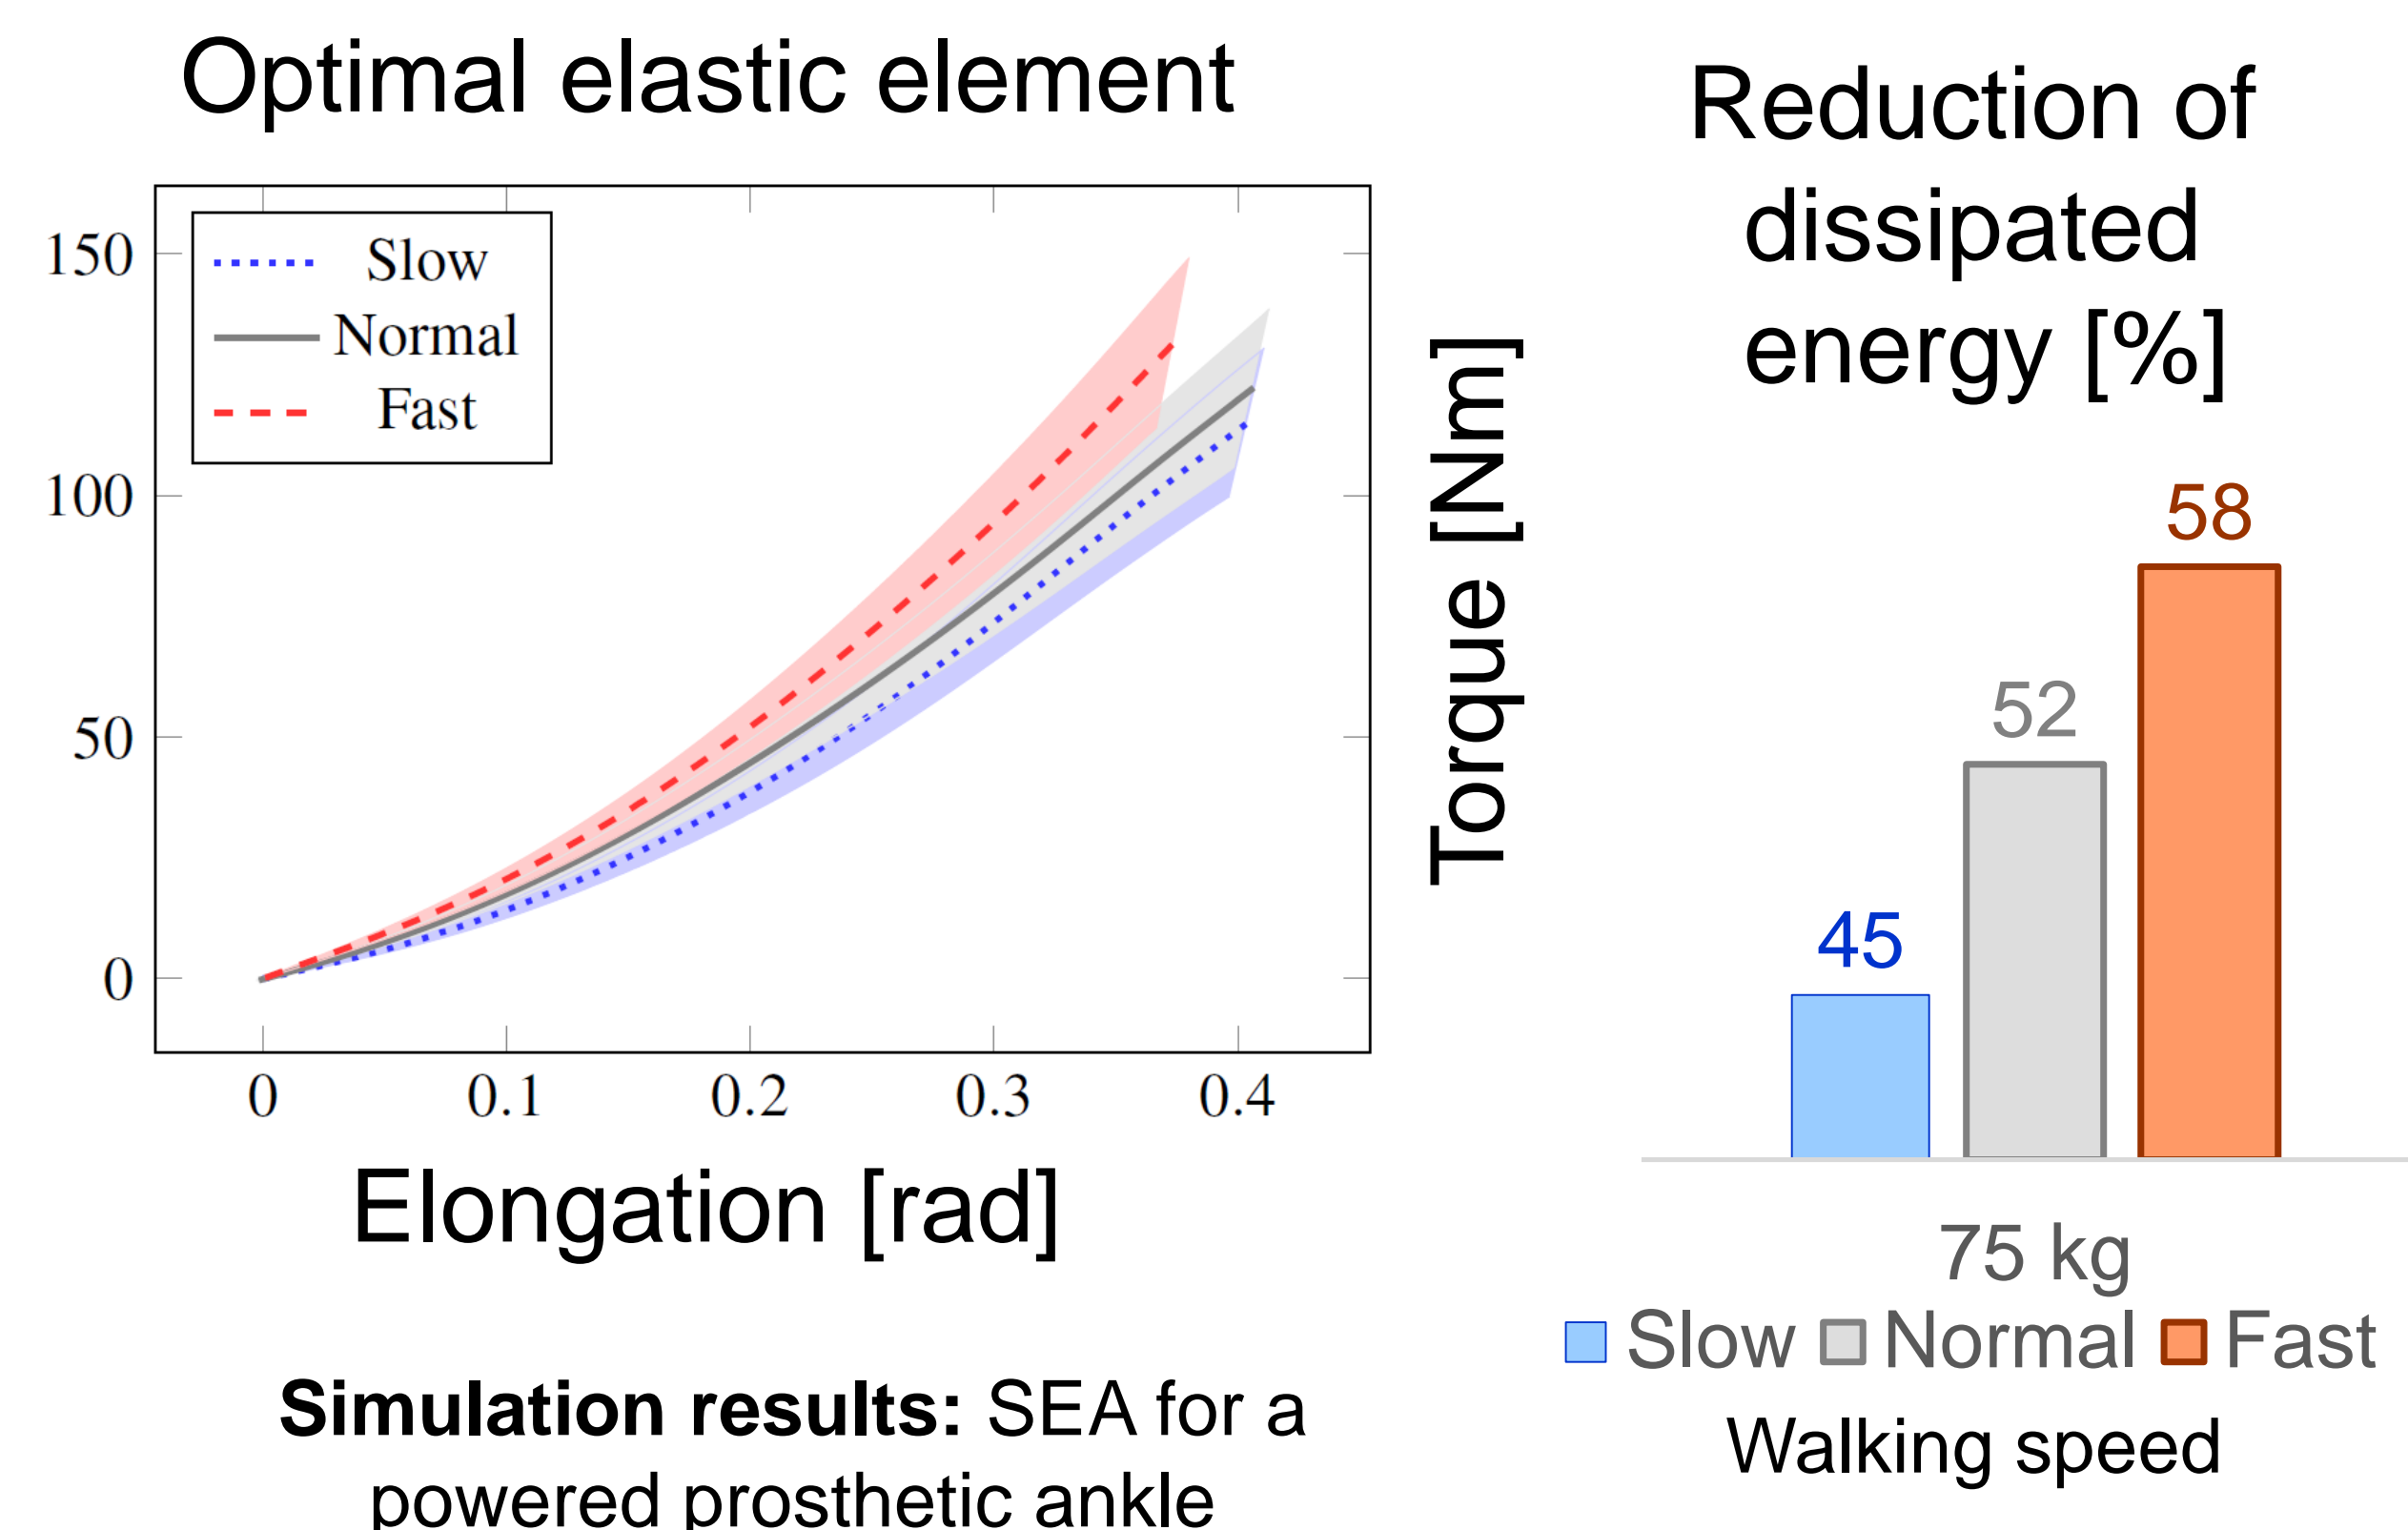 Optimal elastic element
150
100
50
0
Slow
Normal
Fast
0 0.1 0.2 0.3 0.4
Elongation [rad]
Torque [Nm]
Simulation results: SEA for a
powered prosthetic ankle
Reduction of
dissipated
energy [%]
45
52
58
75 kg
Slow Normal Fast
Walking speed